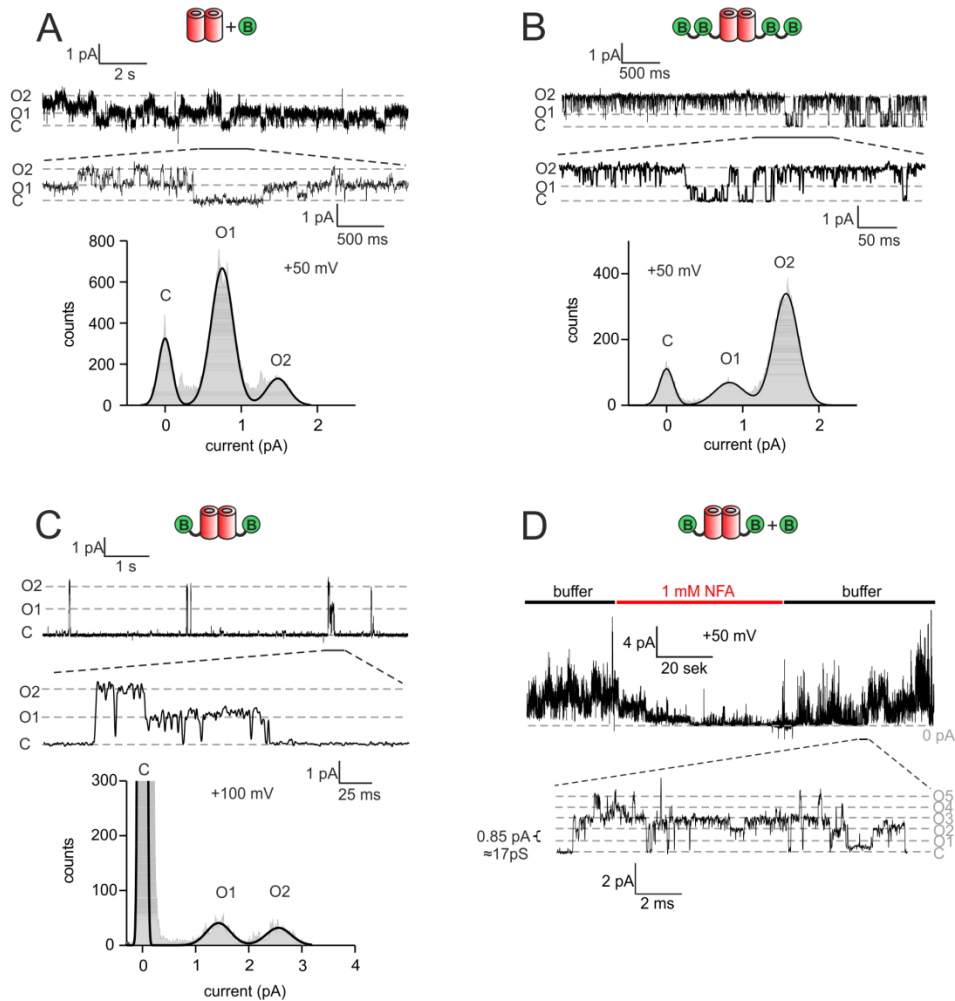 A
+ B
1 pA
2 s
O2
O1
C
O2
O1
C
1 pA
500 ms
800
600
400
200
0
counts
C
O1
O2
+50 mV
0
1
2
current (pA)
B
B B B B
1 pA
500 ms
O2
O1
C
O2
O1
C
1 pA
50 ms
400
200
0
counts
+50 mV
C
O1
O2
0
1
2
current (pA)
C
B B
1 pA
1 s
O2
O1
C
O2
O1
C
1 pA
25 ms
300
200
100
0
counts
C
+100 mV
O1
O2
0
1
2
3
4
current (pA)
D
B B + B
buffer
1 mM NFA
buffer
4 pA
+50 mV
20 sek
0 pA
O5
O4
O3
O2
O1
C
0.85 pA
≈17pS
2 pA
2 ms